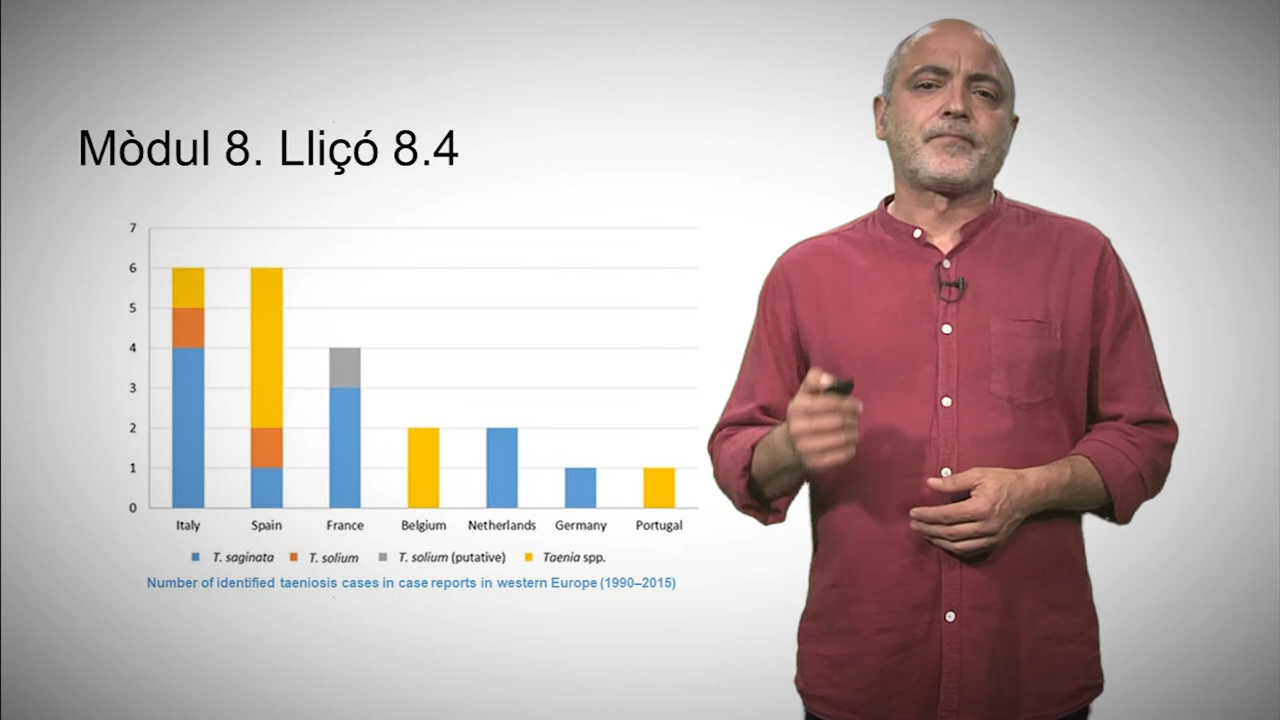 Mòdul 8. Lliçó 8.4
7
6
5
4
3
2
1
0
Italy Spain France Belgium Netherlands Germany Portugal
T. saginata T. solium T. solium (putative) Taenia spp.
Number of identified taeniosis cases in case reports in western Europe (1990–2015)